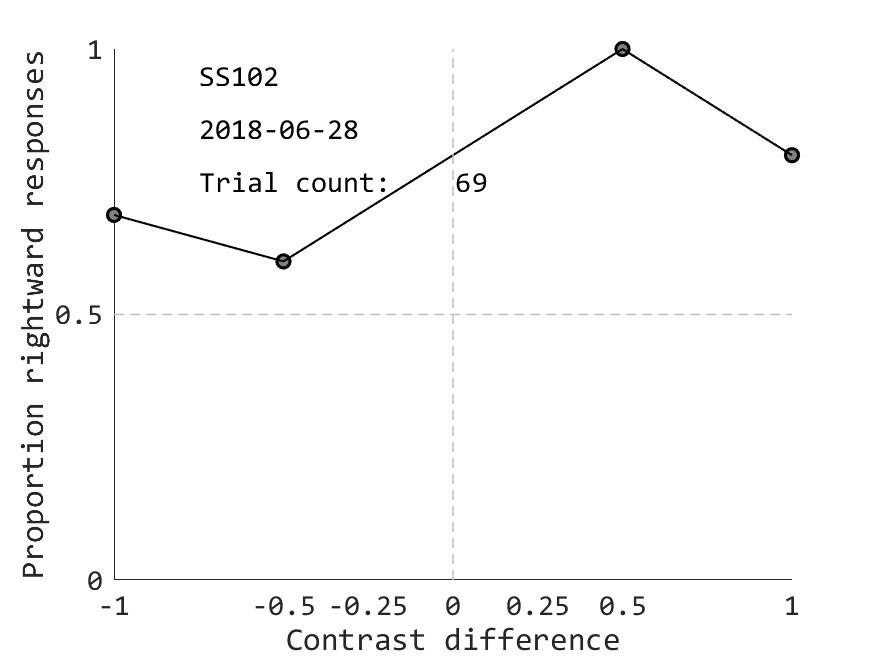 SS102
2018-06-28
Trial count: 69
Proportion rightward responses
1
0.5
0
-1 -0.5 -0.25 0 0.25 0.5 1
Contrast difference